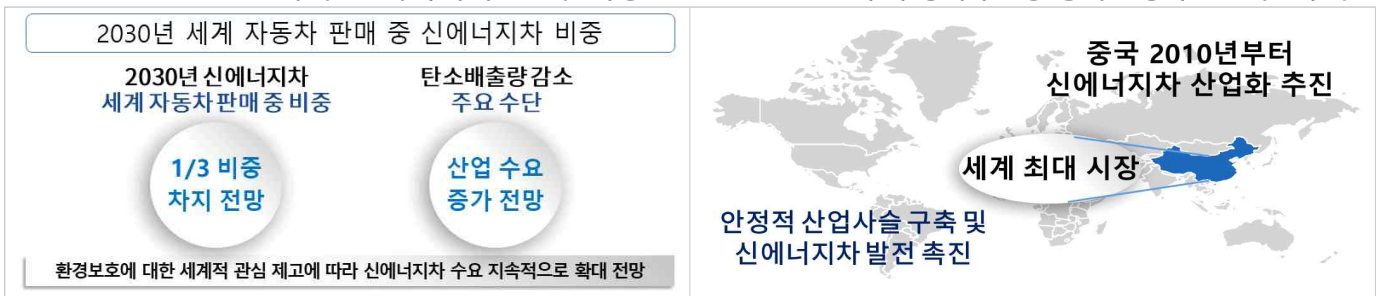 2030년 세계 자동차 판매 중 신에너지차 비중
2030년 신에너지차
세계 자동차 판매 중 비중
1/3 비중
차지 전망
탄소배출량 감소
주요 수단
산업 수요
증가 전망
환경보호에 대한 세계적 관심 제고에 따라 신에너지차 수요 지속적으로 확대 전망
중국 2010년부터
신에너지차 산업화 추진
세계 최대 시장
안정적 산업사슬 구축 및
신에너지차 발전 촉진